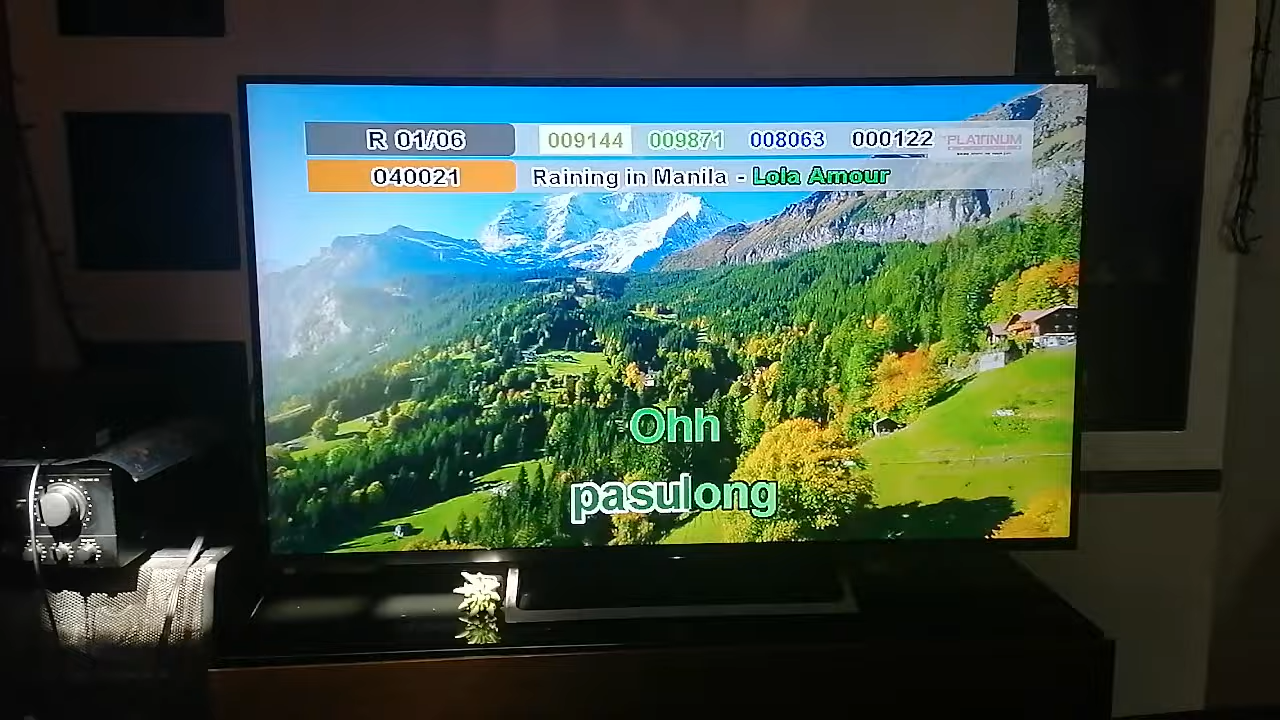 R 01/06 009144 009871 008063 000122 PLATINUM
040021 Raining in Manila - Lola Amour
Ohh
pasulong